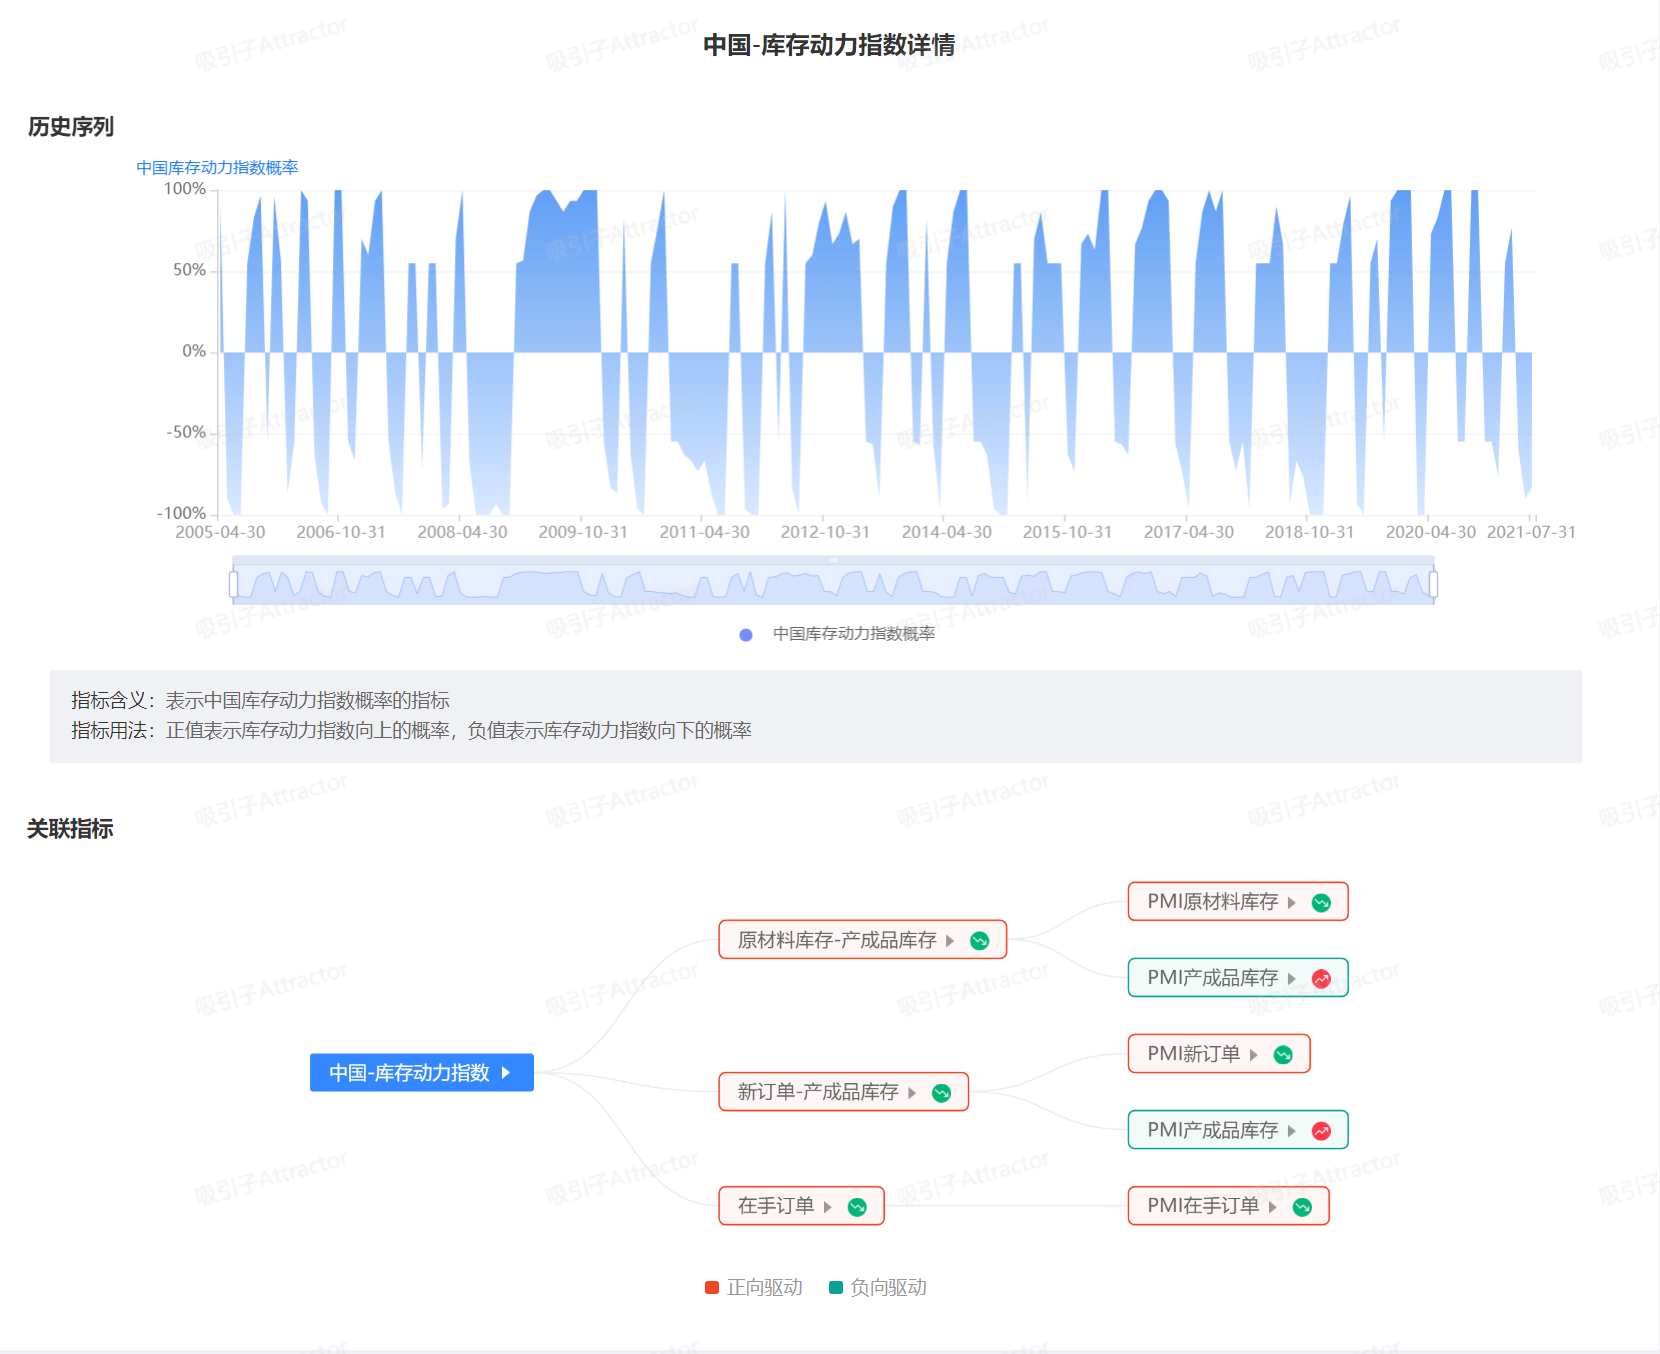 中国-库存动力指数详情
历史序列
中国库存动力指数概率
100%
50%
0%
-50%
-100%
2005-04-30 2006-10-31 2008-04-30 2009-10-31 2011-04-30 2012-10-31 2014-04-30 2015-10-31 2017-04-30 2018-10-31 2020-04-30 2021-07-31
中国库存动力指数概率
指标含义：表示中国库存动力指数概率的指标
指标用法：正值表示库存动力指数向上的概率，负值表示库存动力指数向下的概率
关联指标
PMI原材料库存
原材料库存-产成品库存
PMI产成品库存
PMI新订单
中国-库存动力指数
新订单-产成品库存
PMI产成品库存
在手订单
PMI在手订单
正向驱动 负向驱动
吸引子Attractor